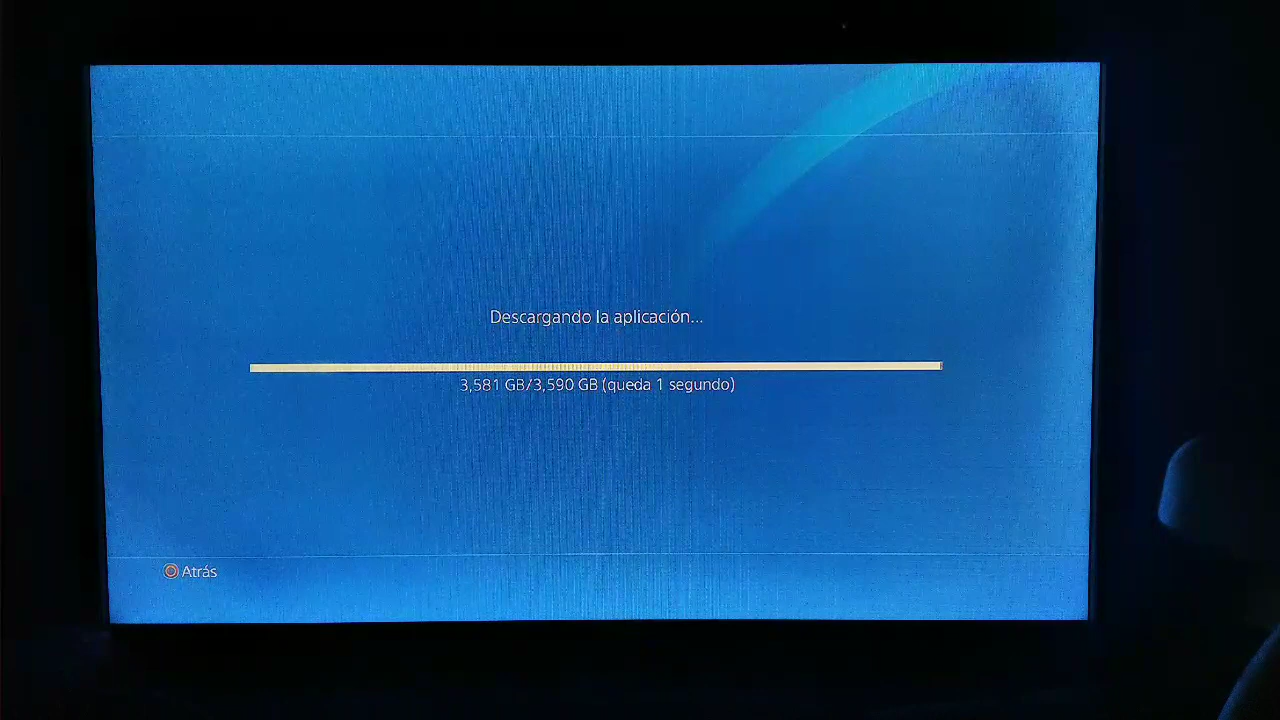 Descargando la aplicación...
3,581 GB/3,590 GB (queda 1 segundo)
Atrás